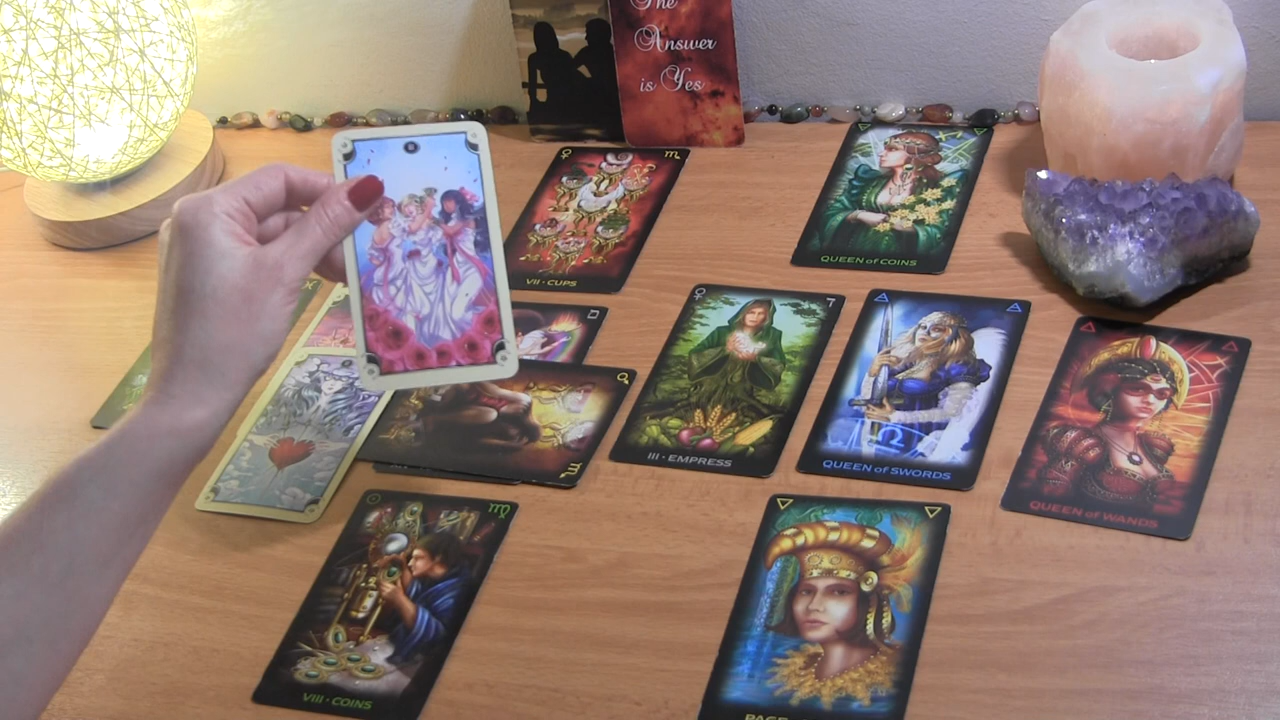 The
Answer
is Yes
VII · CUPS
QUEEN of COINS
III · EMPRESS
QUEEN of SWORDS
QUEEN of WANDS
VIII · COINS